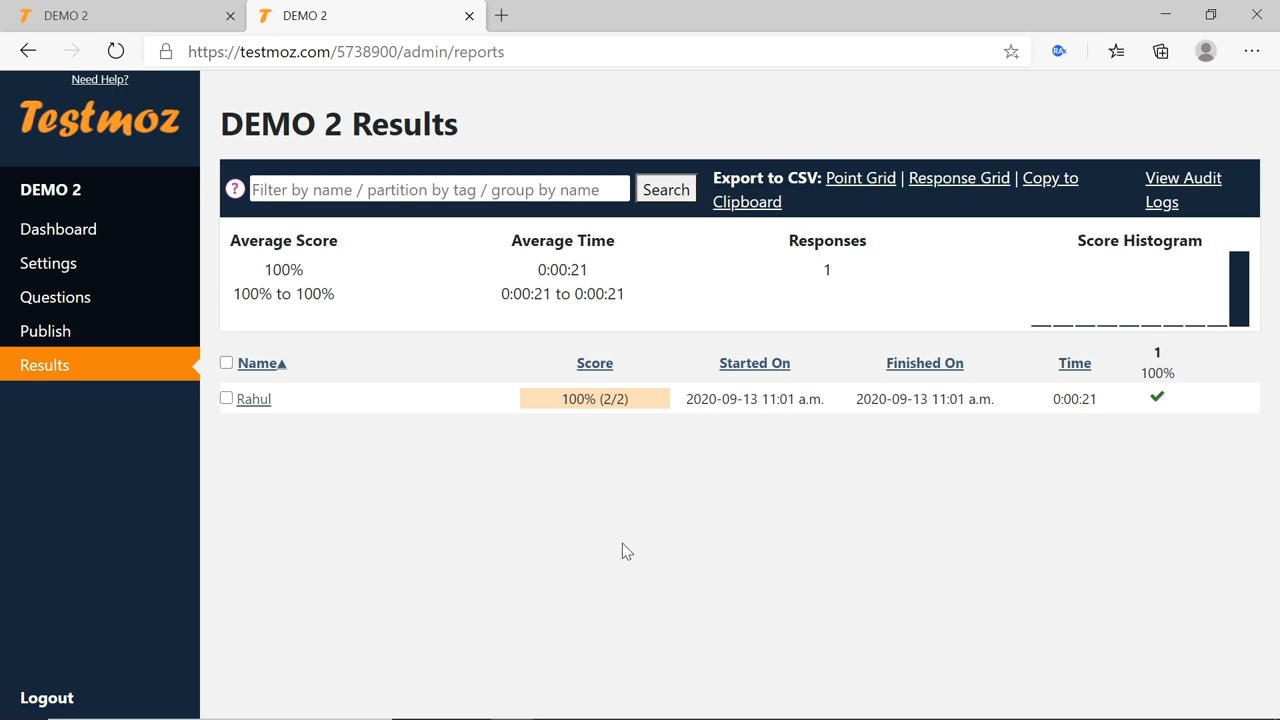 DEMO 2
DEMO 2
https://testmoz.com/5738900/admin/reports
Need Help?
Testmoz
DEMO 2
Dashboard
Settings
Questions
Publish
Results
Logout
DEMO 2 Results
? Filter by name / partition by tag / group by name Search
Export to CSV: Point Grid | Response Grid | Copy to
Clipboard
View Audit
Logs
Average Score Average Time Responses Score Histogram
100% 0:00:21 1
100% to 100% 0:00:21 to 0:00:21
Name▲ Score Started On Finished On Time 1
100%
Rahul 100% (2/2) 2020-09-13 11:01 a.m. 2020-09-13 11:01 a.m. 0:00:21 ✔